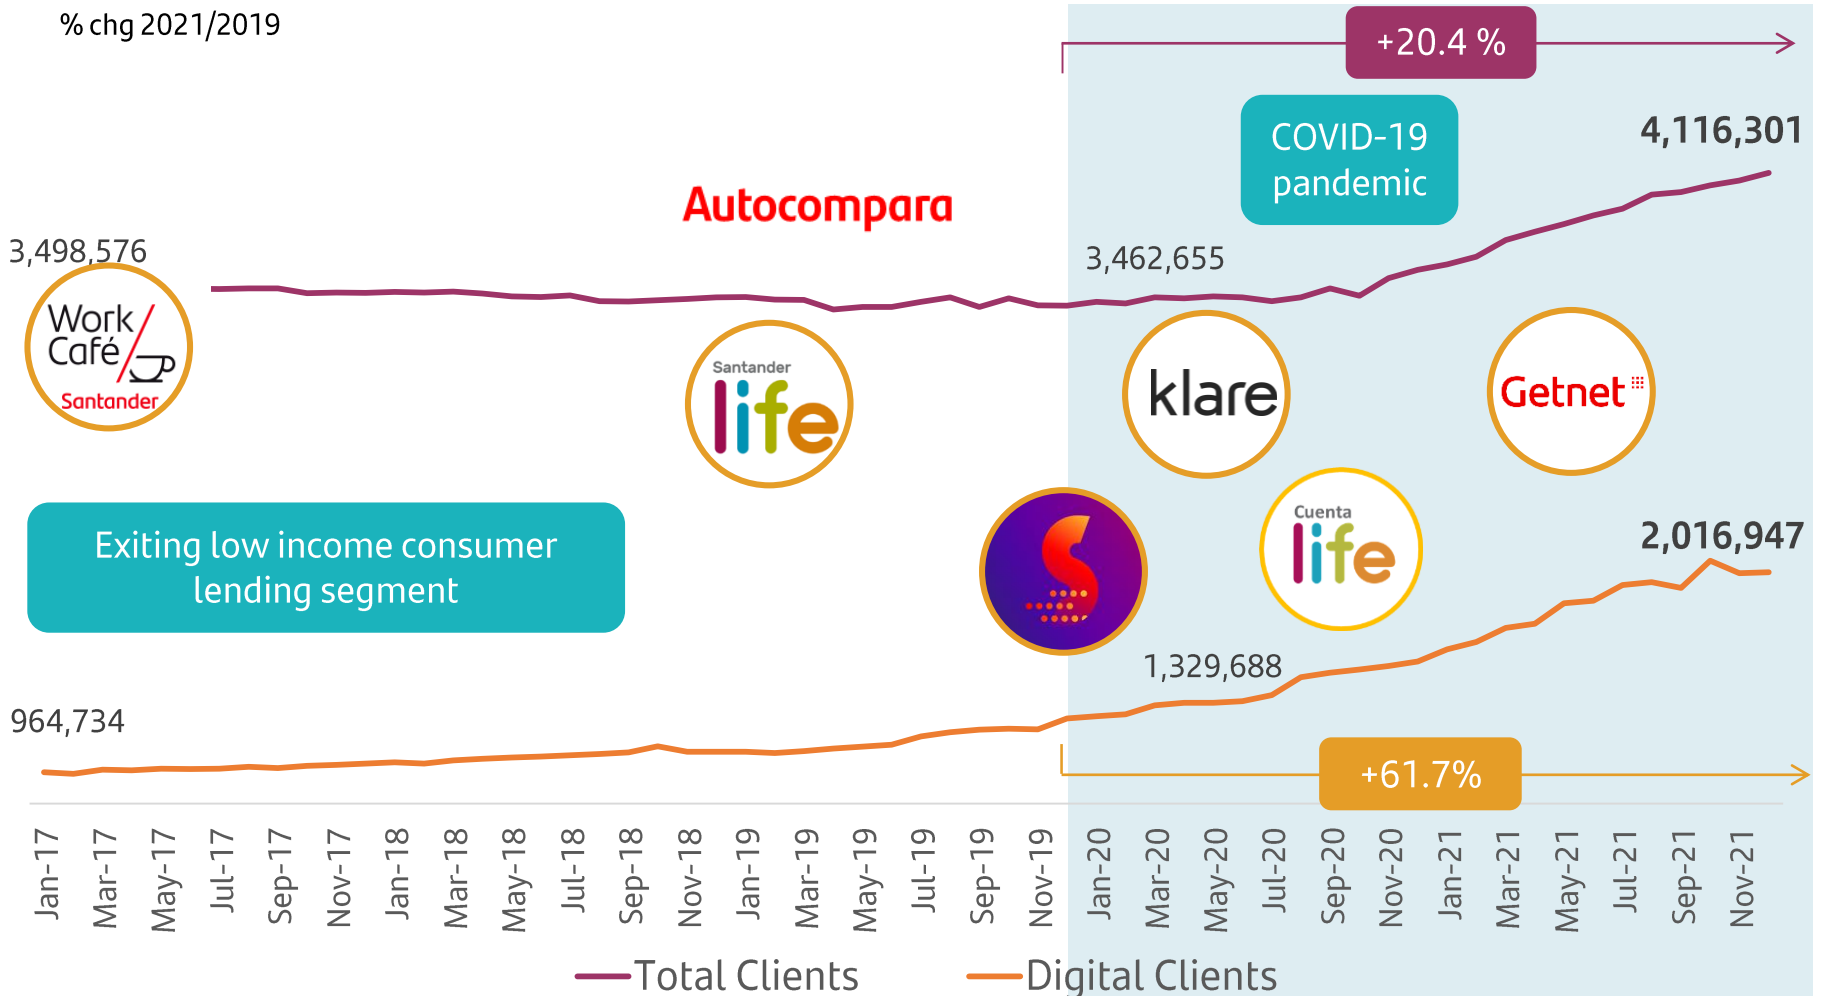 % chg 2021/2019
+20.4 %
COVID-19
pandemic
4,116,301
Autocompara
3,498,576
3,462,655
Work
Café
Santander
Santander
life
klare
Getnet
Exiting low income consumer
lending segment
Cuenta
life
2,016,947
1,329,688
964,734
+61.7%
Jan-17
Mar-17
May-17
Jul-17
Sep-17
Nov-17
Jan-18
Mar-18
May-18
Jul-18
Sep-18
Nov-18
Jan-19
Mar-19
May-19
Jul-19
Sep-19
Nov-19
Jan-20
Mar-20
May-20
Jul-20
Sep-20
Nov-20
Jan-21
Mar-21
May-21
Jul-21
Sep-21
Nov-21
Total Clients
Digital Clients